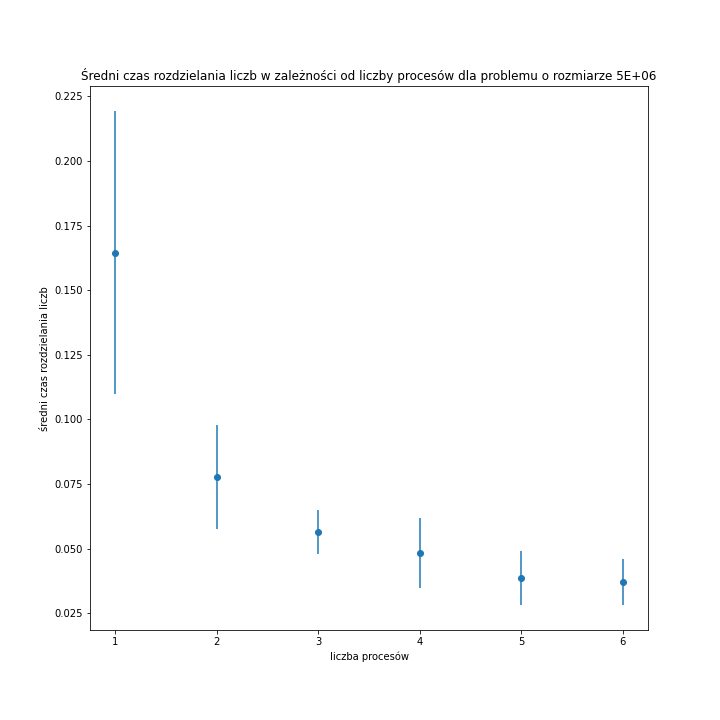 Średni czas rozdzielania liczb w zależności od liczby procesów dla problemu o rozmiarze 5E+06
0.225
0.200
0.175
0.150
0.125
0.100
0.075
0.050
0.025
średni czas rozdzielania liczb
1 2 3 4 5 6
liczba procesów